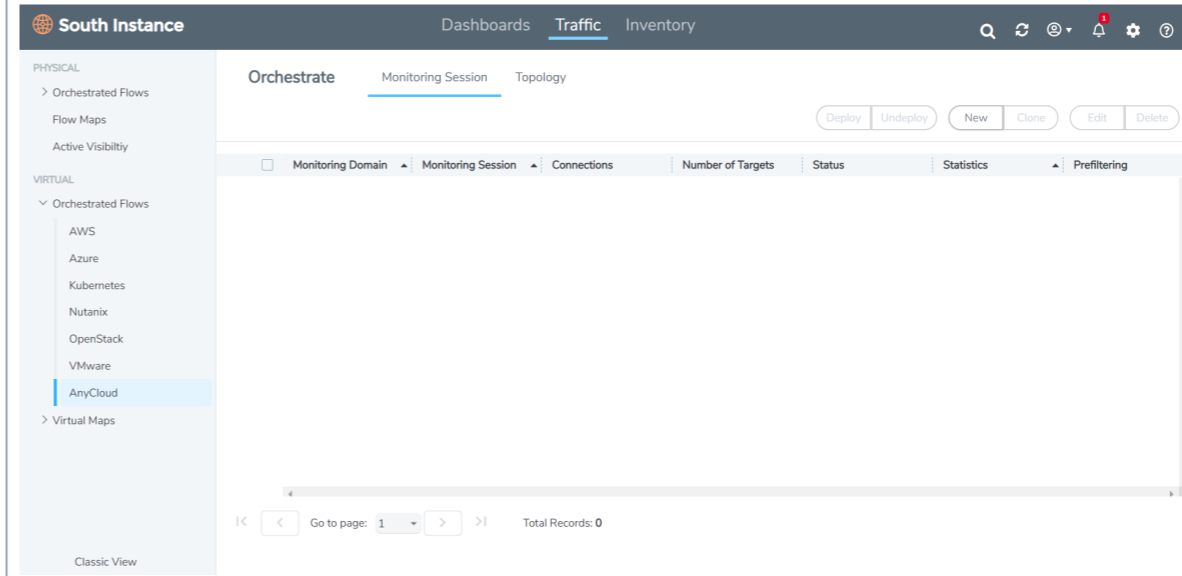 South Instance
Dashboards Traffic Inventory
1
PHYSICAL
Orchestrated Flows
Flow Maps
Active Visibiltiy
VIRTUAL
Orchestrated Flows
AWS
Azure
Kubernetes
Nutanix
OpenStack
VMware
AnyCloud
Virtual Maps
Classic View
Orchestrate Monitoring Session Topology
Deploy Undeploy New Clone Edit Delete
Monitoring Domain Monitoring Session Connections Number of Targets Status Statistics Prefiltering
Go to page: 1 Total Records: 0